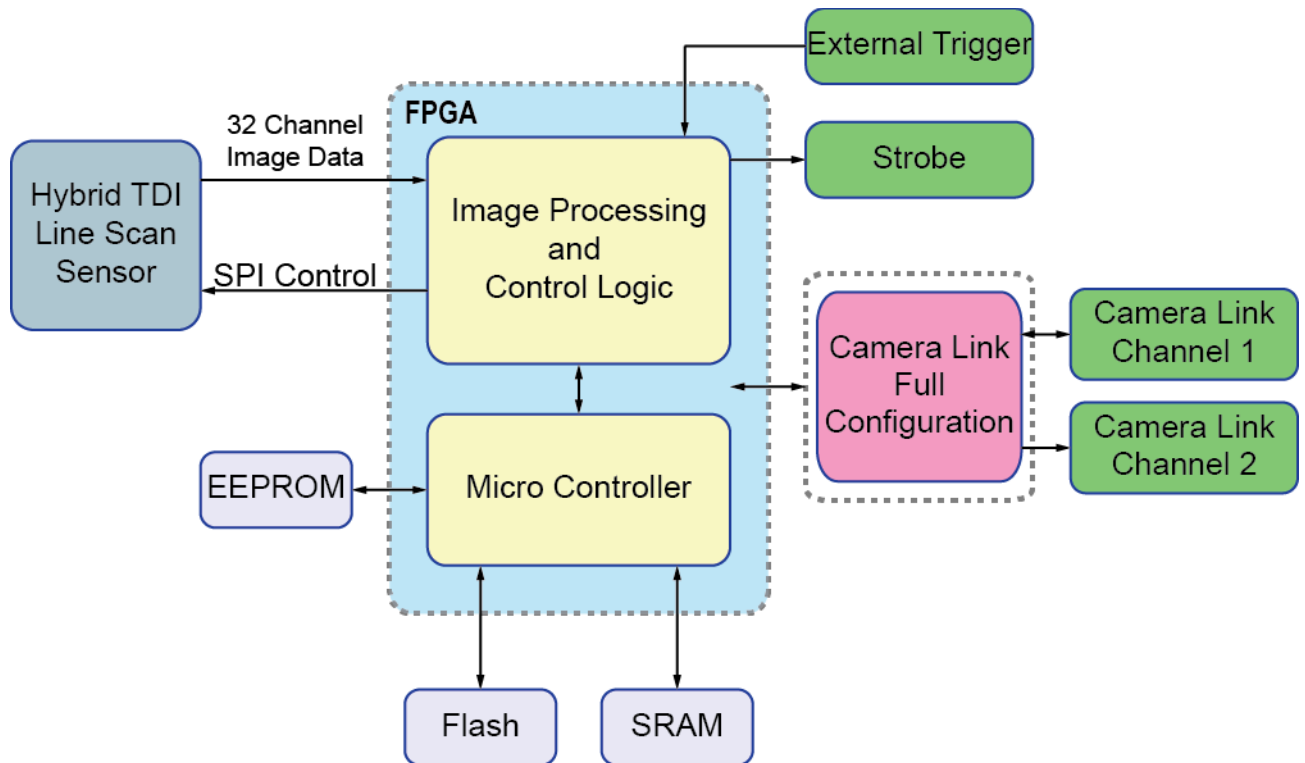 External Trigger
FPGA
32 Channel
Image Data
Strobe
Hybrid TDI
Line Scan
Sensor
Image Processing
and
Control Logic
SPI Control
Camera Link
Full
Configuration
Camera Link
Channel 1
Camera Link
Channel 2
EEPROM
Micro Controller
Flash
SRAM